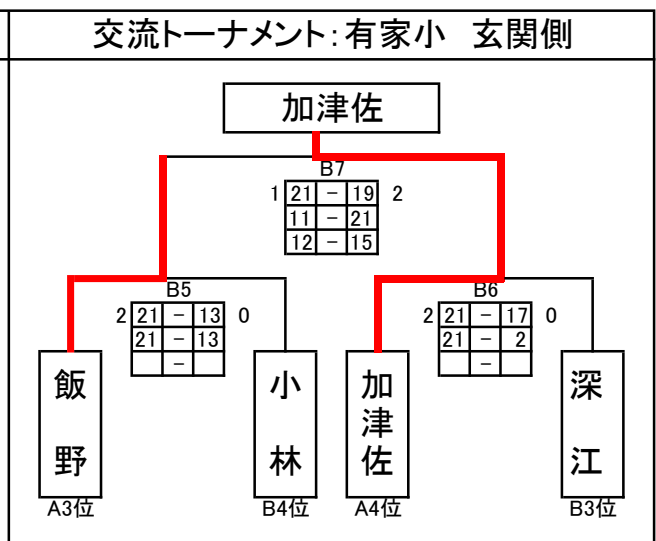 交流トーナメント：有家小　玄関側
加津佐
B7
1 21 － 19 2
11 － 21
12 － 15
B5
2 21 － 13 0
21 － 13
－
B6
2 21 － 17 0
21 － 2
－
飯野
小林
加津佐
深江
A3位
B4位
A4位
B3位